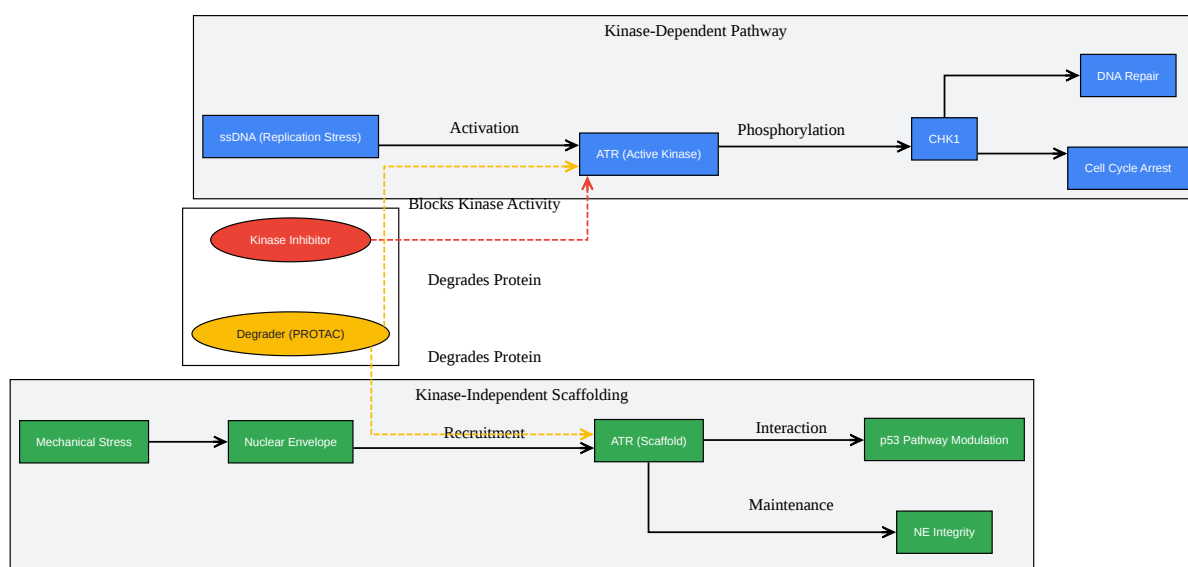 Kinase-Dependent Pathway
DNA Repair
ssDNA (Replication Stress)
Activation
ATR (Active Kinase)
Phosphorylation
CHK1
Cell Cycle Arrest
Blocks Kinase Activity
Kinase Inhibitor
Degrades Protein
Degrader (PROTAC)
Degrades Protein
Kinase-Independent Scaffolding
Mechanical Stress
Nuclear Envelope
Recruitment
ATR (Scaffold)
Interaction
p53 Pathway Modulation
Maintenance
NE Integrity